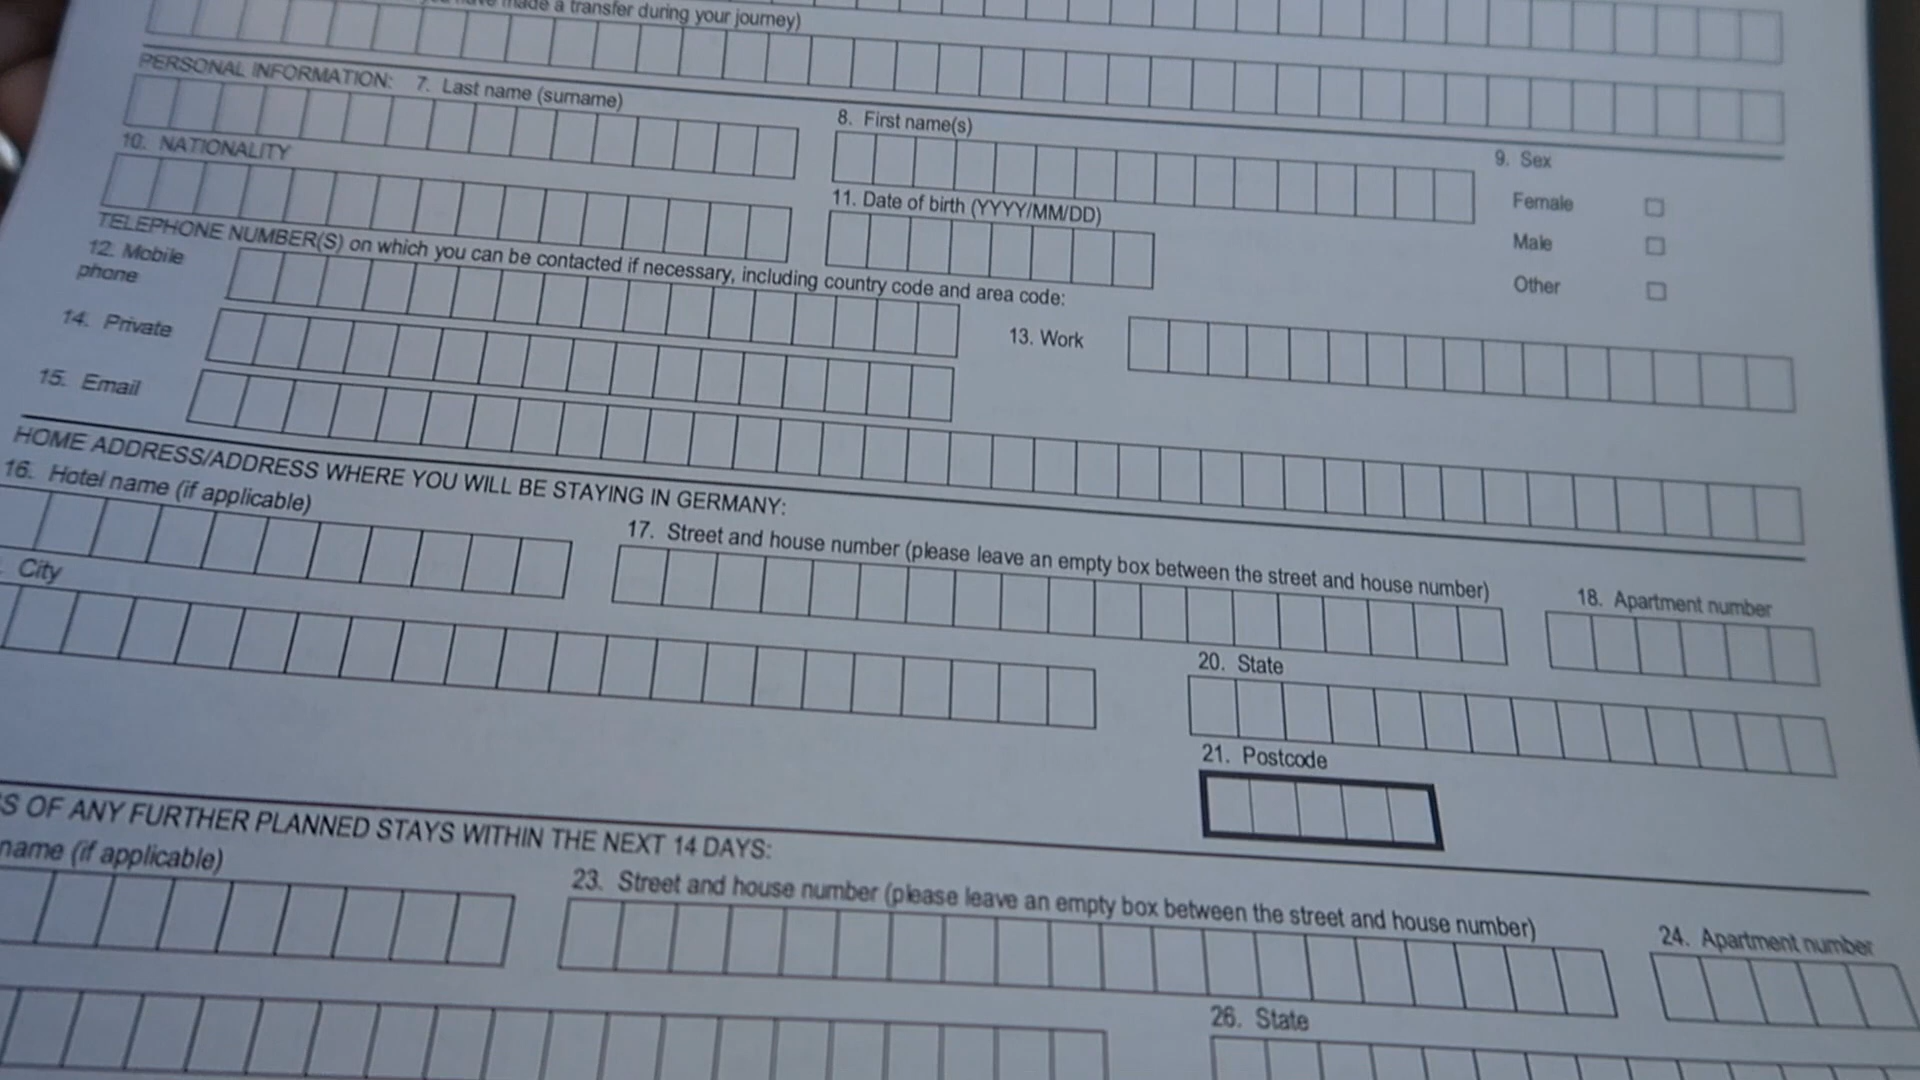 made a transfer during your journey)
PERSONAL INFORMATION: 7. Last name (surname)
8. First name(s)
9. Sex
10. NATIONALITY
11. Date of birth (YYYY/MM/DD)
Female
Male
Other
TELEPHONE NUMBER(S) on which you can be contacted if necessary, including country code and area code:
12. Mobile
phone
13. Work
14. Private
15. Email
HOME ADDRESS/ADDRESS WHERE YOU WILL BE STAYING IN GERMANY:
16. Hotel name (if applicable)
17. Street and house number (please leave an empty box between the street and house number)
18. Apartment number
City
20. State
21. Postcode
S OF ANY FURTHER PLANNED STAYS WITHIN THE NEXT 14 DAYS:
name (if applicable)
23. Street and house number (please leave an empty box between the street and house number)
24. Apartment number
26. State